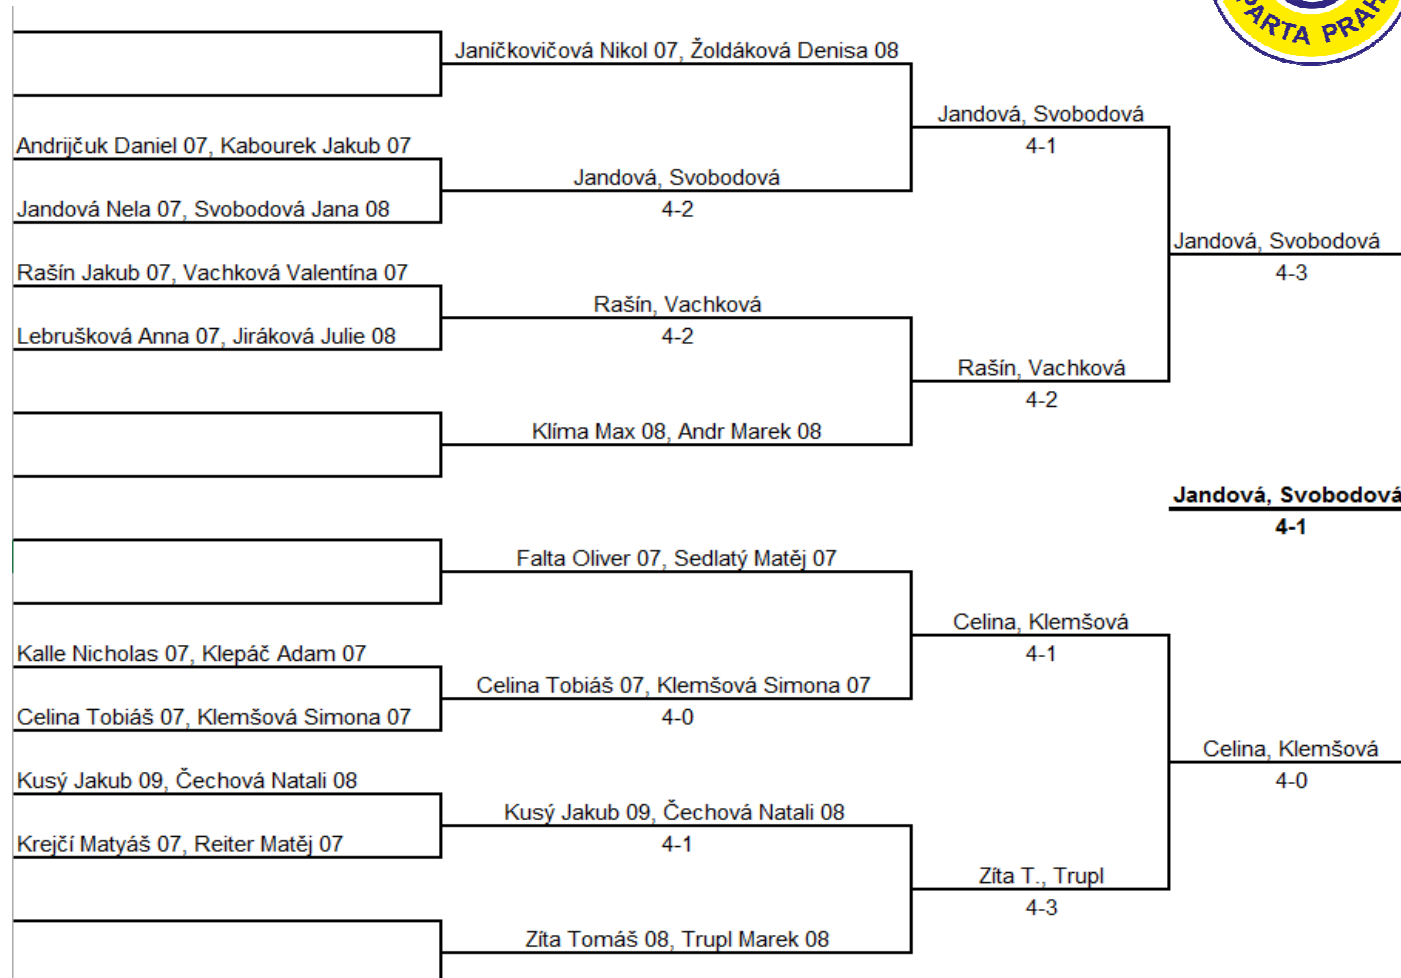 PARTA PRAH
Janíčkovičová Nikol 07, Žoldáková Denisa 08
Jandová, Svobodová
4-1
Andrijčuk Daniel 07, Kabourek Jakub 07
Jandová, Svobodová
4-2
Jandová Nela 07, Svobodová Jana 08
Jandová, Svobodová
4-3
Rašín Jakub 07, Vachková Valentína 07
Rašín, Vachková
4-2
Lebrušková Anna 07, Jiráková Julie 08
Rašín, Vachková
4-2
Klíma Max 08, Andr Marek 08
Jandová, Svobodová
4-1
Falta Oliver 07, Sedlatý Matěj 07
Celina, Klemšová
4-1
Kalle Nicholas 07, Klepáč Adam 07
Celina Tobiáš 07, Klemšová Simona 07
4-0
Celina Tobiáš 07, Klemšová Simona 07
Celina, Klemšová
4-0
Kusý Jakub 09, Čechová Natali 08
Kusý Jakub 09, Čechová Natali 08
4-1
Krejčí Matyáš 07, Reiter Matěj 07
Zíta T., Trupl
4-3
Zíta Tomáš 08, Trupl Marek 08